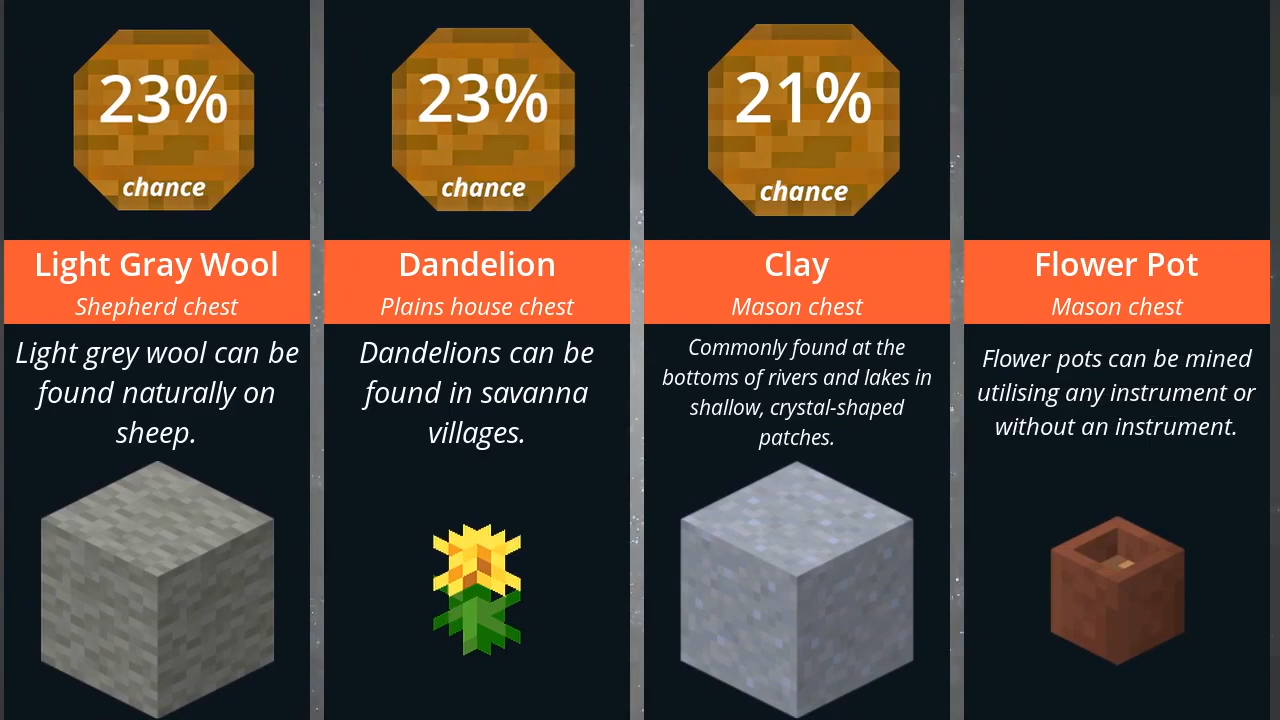 23%
chance
Light Gray Wool
Shepherd chest
Light grey wool can be
found naturally on
sheep.
23%
chance
Dandelion
Plains house chest
Dandelions can be
found in savanna
villages.
21%
chance
Clay
Mason chest
Commonly found at the
bottoms of rivers and lakes in
shallow, crystal-shaped
patches.
Flower Pot
Mason chest
Flower pots can be mined
utilising any instrument or
without an instrument.